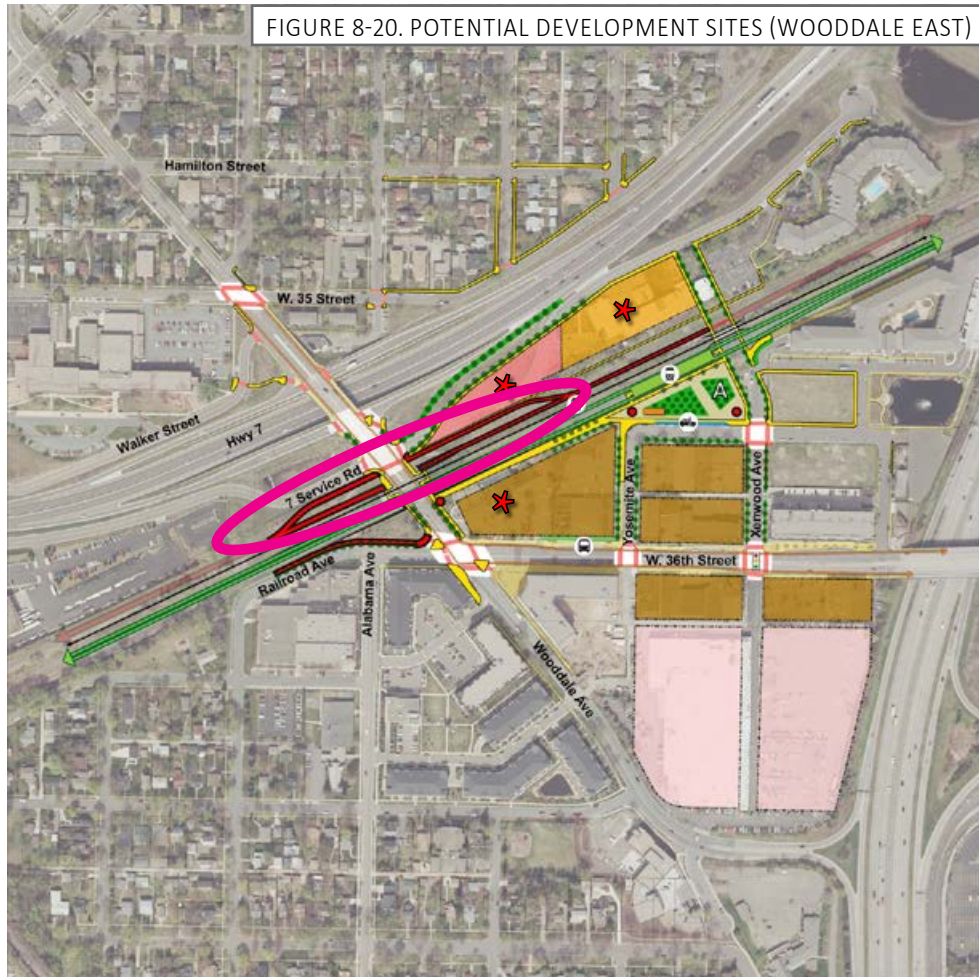 FIGURE 8-20. POTENTIAL DEVELOPMENT SITES (WOODDALE EAST)
Hamilton Street
W. 35 Street
Walker Street
Hwy 7
7 Service Rd
A
Railroad Ave
Alabama Ave
Yosemite Ave
Xenwood Ave
W. 36th Street
Wooddale Ave